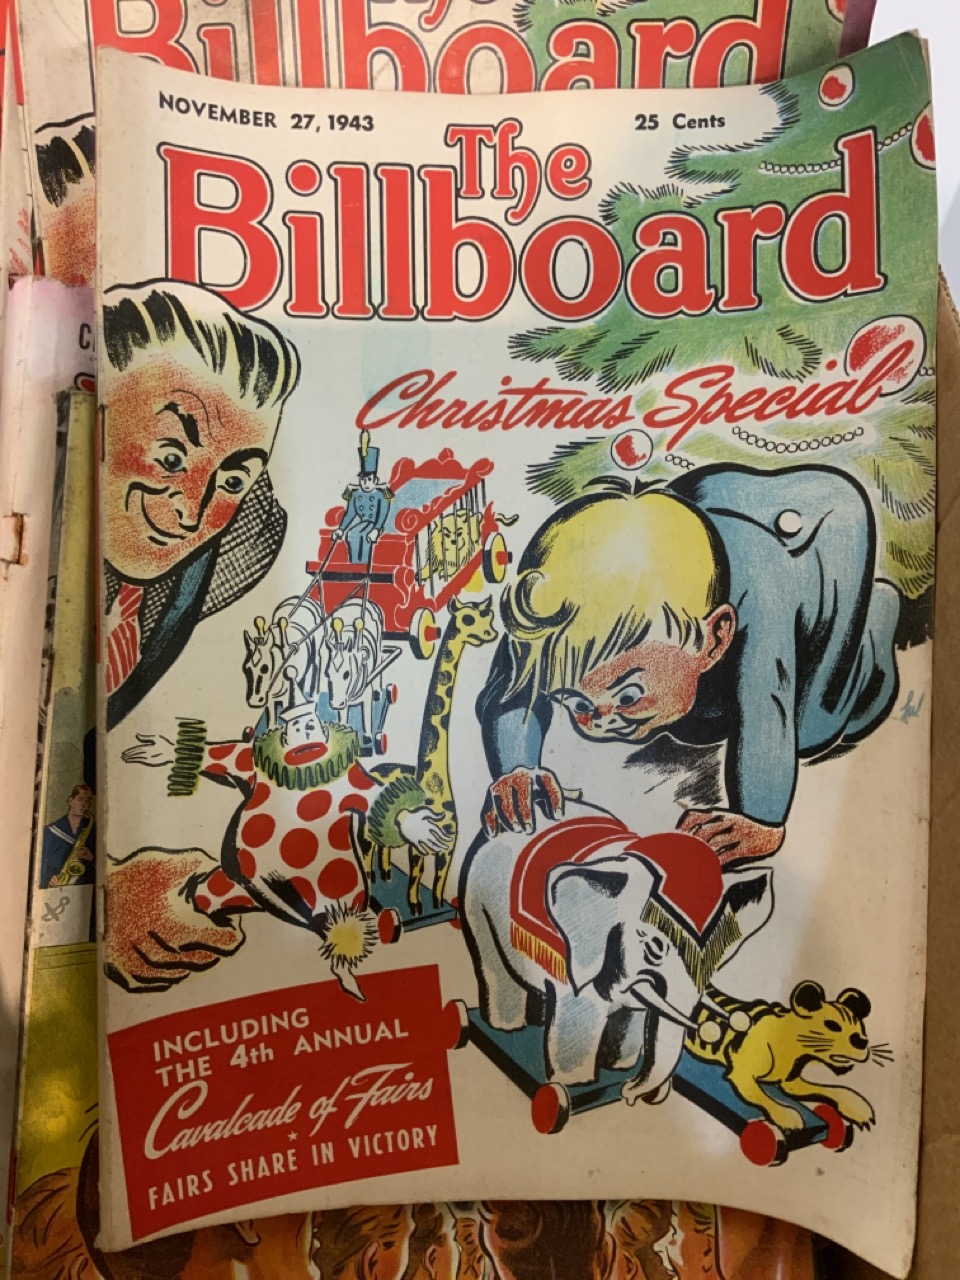 Billboard
NOVEMBER 27, 1943
25 Cents
The
Billboard
Christmas Special
INCLUDING
THE 4th ANNUAL
Cavalcade of Fairs
FAIRS SHARE IN VICTORY